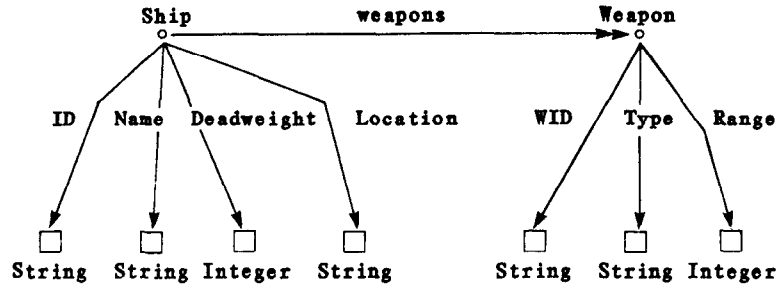 Ship weapons Weapon
ID Name Deadweight Location WID Type Range
String String Integer String String String Integer